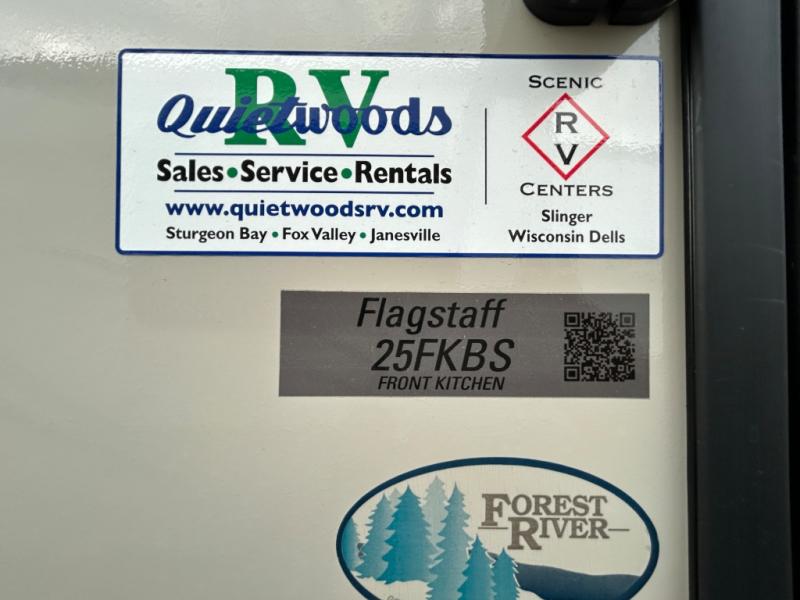 RV
Quietwoods
Sales•Service•Rentals
www.quietwoodsrv.com
Sturgeon Bay • Fox Valley • Janesville
SCENIC
R
V
CENTERS
Slinger
Wisconsin Dells
Flagstaff
25FKBS
FRONT KITCHEN
FOREST
RIVER